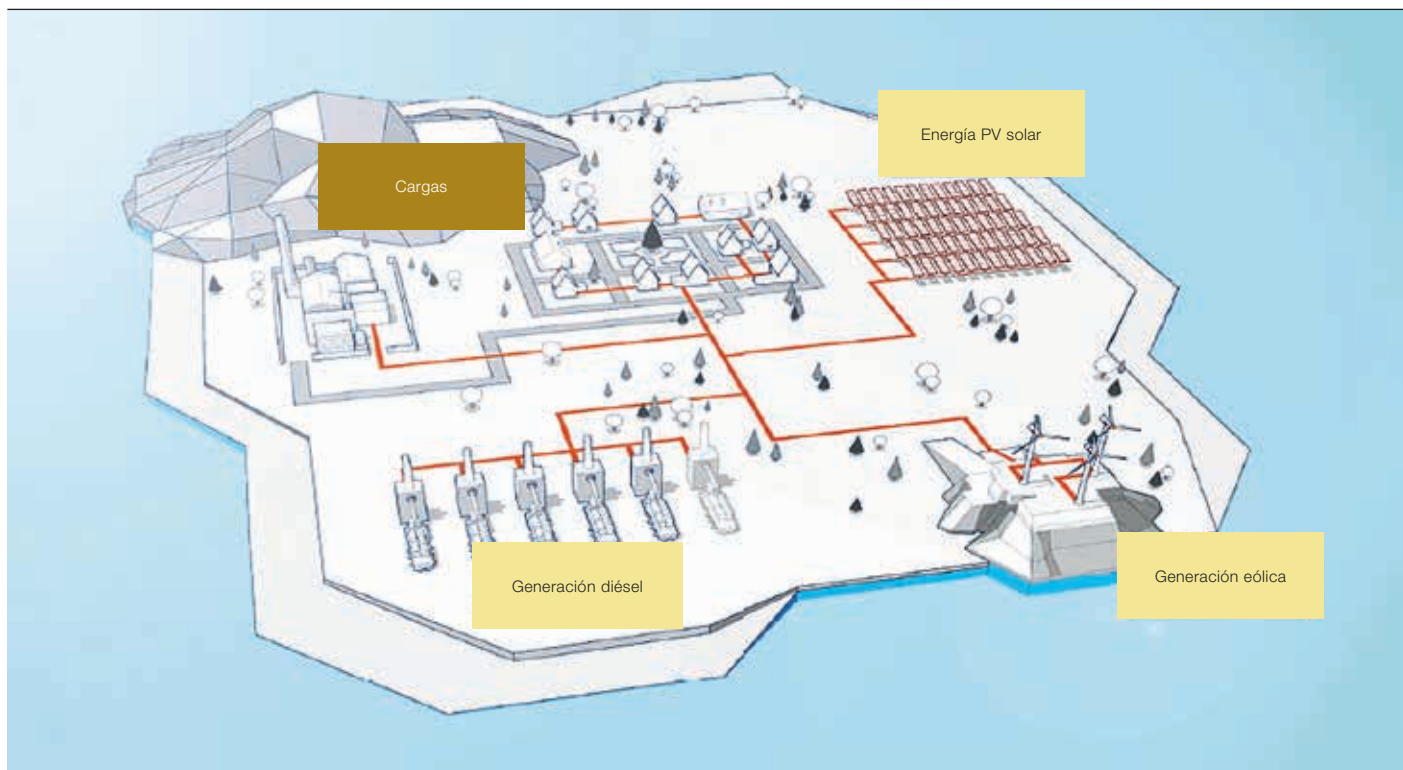 Energía PV solar
Cargas
Generación diésel
Generación eólica